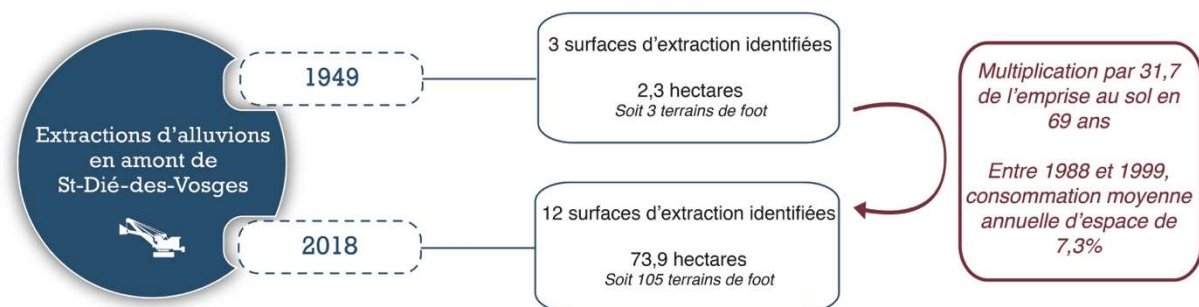 Extractions d'alluvions
en amont de
St-Dié-des-Vosges
1949
3 surfaces d'extraction identifiées
2,3 hectares
Soit 3 terrains de foot
2018
12 surfaces d'extraction identifiées
73,9 hectares
Soit 105 terrains de foot
Multiplication par 31,7
de l'emprise au sol en
69 ans
Entre 1988 et 1999,
consommation moyenne
annuelle d'espace de
7,3%